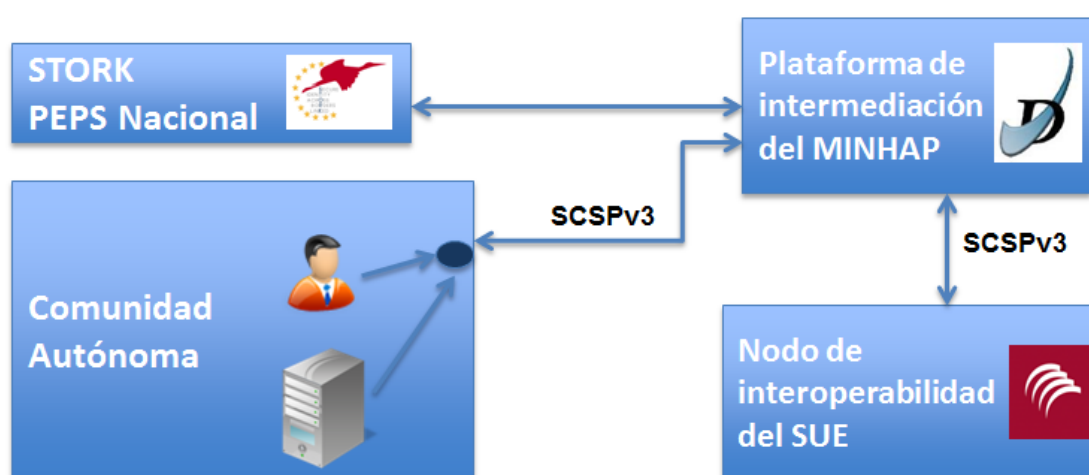 STORK
PEPS Nacional
Plataforma de
intermediación
del MINHAP
SCSPv3
SCSPv3
Comunidad
Autónoma
Nodo de
interoperabilidad
del SUE